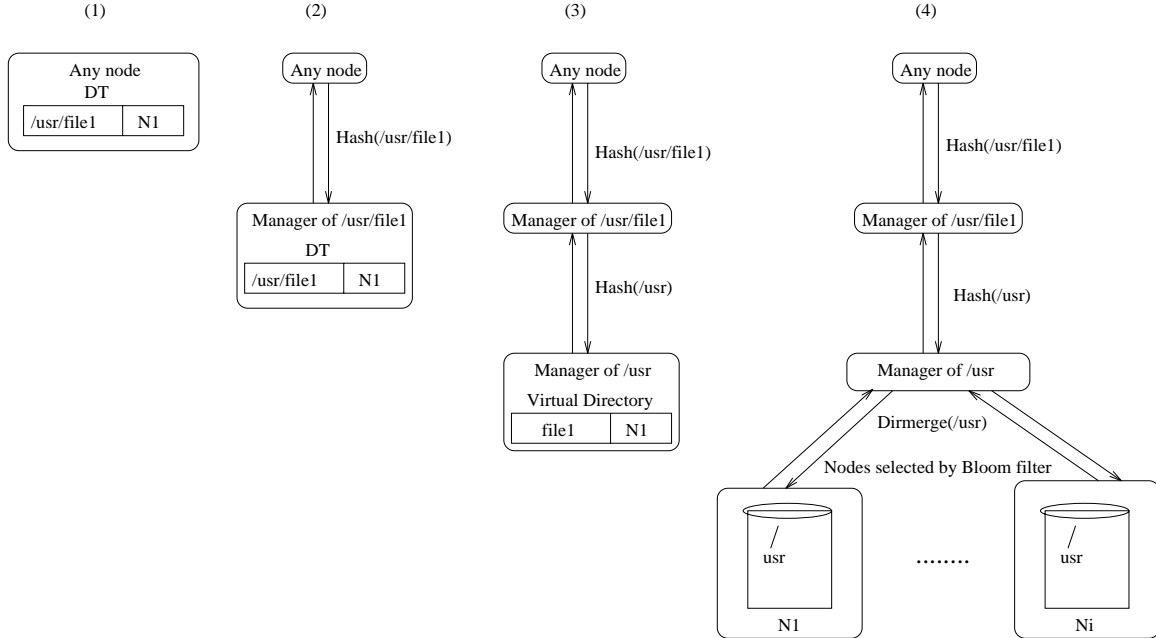 (1)
Any node
DT
/usr/file1 N1
(2)
Any node
Hash(/usr/file1)
Manager of /usr/file1
DT
/usr/file1 N1
(3)
Any node
Hash(/usr/file1)
Manager of /usr/file1
Hash(/usr)
Manager of /usr
Virtual Directory
file1 N1
(4)
Any node
Hash(/usr/file1)
Manager of /usr/file1
Hash(/usr)
Manager of /usr
Dirmerge(/usr)
Nodes selected by Bloom filter
usr
N1
........
usr
Ni